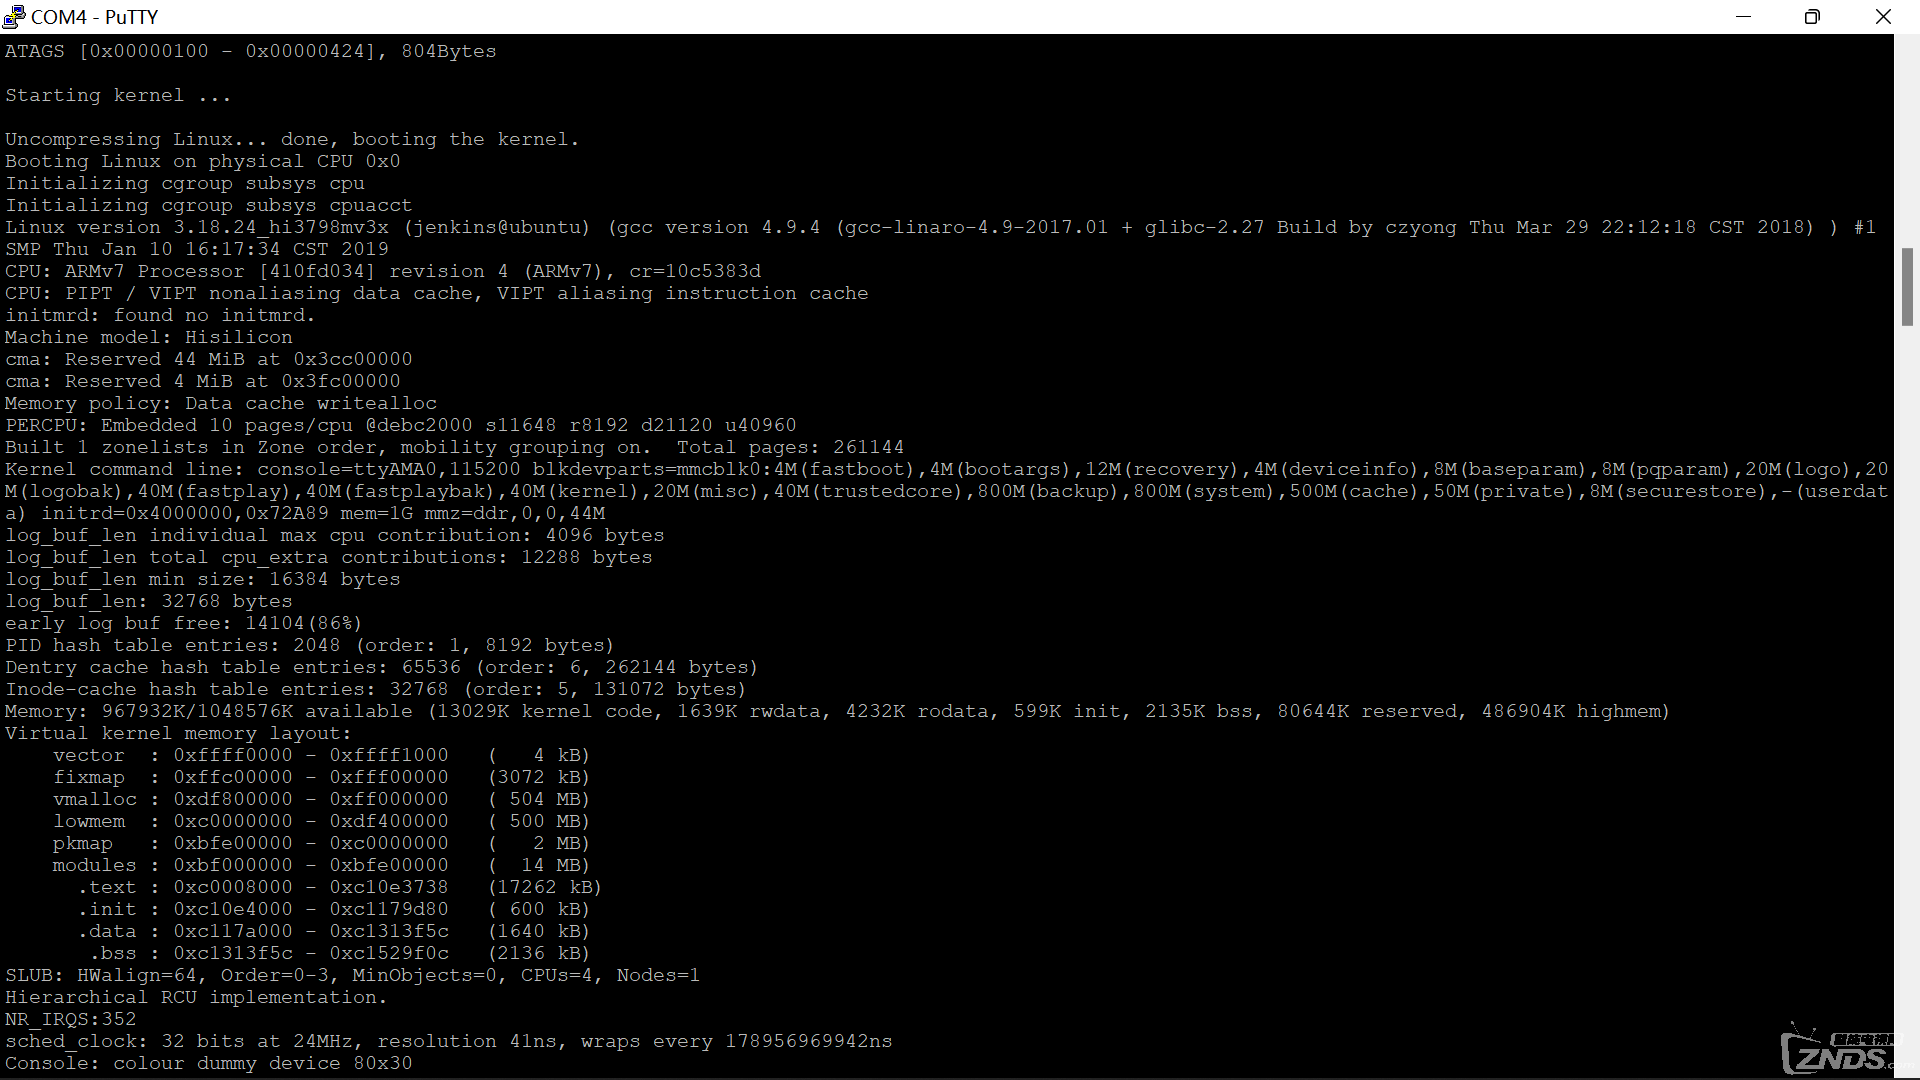 COM4 - PuTTY
ATAGS [0x00000100 - 0x00000424], 804Bytes
Starting kernel ...
Uncompressing Linux... done, booting the kernel.
Booting Linux on physical CPU 0x0
Initializing cgroup subsys cpu
Initializing cgroup subsys cpuacct
Linux version 3.18.24_hi3798mv3x (jenkins@ubuntu) (gcc version 4.9.4 (gcc-linaro-4.9-2017.01 + glibc-2.27 Build by czyong Thu Mar 29 22:12:18 CST 2018) ) #1
SMP Thu Jan 10 16:17:34 CST 2019
CPU: ARMv7 Processor [410fd034] revision 4 (ARMv7), cr=10c5383d
CPU: PIPT / VIPT nonaliasing data cache, VIPT aliasing instruction cache
initmrd: found no initmrd.
Machine model: Hisilicon
cma: Reserved 44 MiB at 0x3cc00000
cma: Reserved 4 MiB at 0x3fc00000
Memory policy: Data cache writealloc
PERCPU: Embedded 10 pages/cpu @debc2000 s11648 r8192 d21120 u40960
Built 1 zonelists in Zone order, mobility grouping on.  Total pages: 261144
Kernel command line: console=ttyAMA0,115200 blkdevparts=mmcblk0:4M(fastboot),4M(bootargs),12M(recovery),4M(deviceinfo),8M(baseparam),8M(pqparam),20M(logo),20
M(logobak),40M(fastplay),40M(fastplaybak),40M(kernel),20M(misc),40M(trustedcore),800M(backup),800M(system),500M(cache),50M(private),8M(securestore),-(userdat
a) initrd=0x4000000,0x72A89 mem=1G mmz=ddr,0,0,44M
log_buf_len individual max cpu contribution: 4096 bytes
log_buf_len total cpu_extra contributions: 12288 bytes
log_buf_len min size: 16384 bytes
log_buf_len: 32768 bytes
early log buf free: 14104(86%)
PID hash table entries: 2048 (order: 1, 8192 bytes)
Dentry cache hash table entries: 65536 (order: 6, 262144 bytes)
Inode-cache hash table entries: 32768 (order: 5, 131072 bytes)
Memory: 967932K/1048576K available (13029K kernel code, 1639K rwdata, 4232K rodata, 599K init, 2135K bss, 80644K reserved, 486904K highmem)
Virtual kernel memory layout:
    vector  : 0xffff0000 - 0xffff1000   (   4 kB)
    fixmap  : 0xffc00000 - 0xfff00000   (3072 kB)
    vmalloc : 0xdf800000 - 0xff000000   ( 504 MB)
    lowmem  : 0xc0000000 - 0xdf400000   ( 500 MB)
    pkmap   : 0xbfe00000 - 0xc0000000   (   2 MB)
    modules : 0xbf000000 - 0xbfe00000   (  14 MB)
      .text : 0xc0008000 - 0xc10e3738   (17262 kB)
      .init : 0xc10e4000 - 0xc1179d80   ( 600 kB)
      .data : 0xc117a000 - 0xc1313f5c   (1640 kB)
       .bss : 0xc1313f5c - 0xc1529f0c   (2136 kB)
SLUB: HWalign=64, Order=0-3, MinObjects=0, CPUs=4, Nodes=1
Hierarchical RCU implementation.
NR_IRQS:352
sched_clock: 32 bits at 24MHz, resolution 41ns, wraps every 178956969942ns
Console: colour dummy device 80x30
ZNDS.com